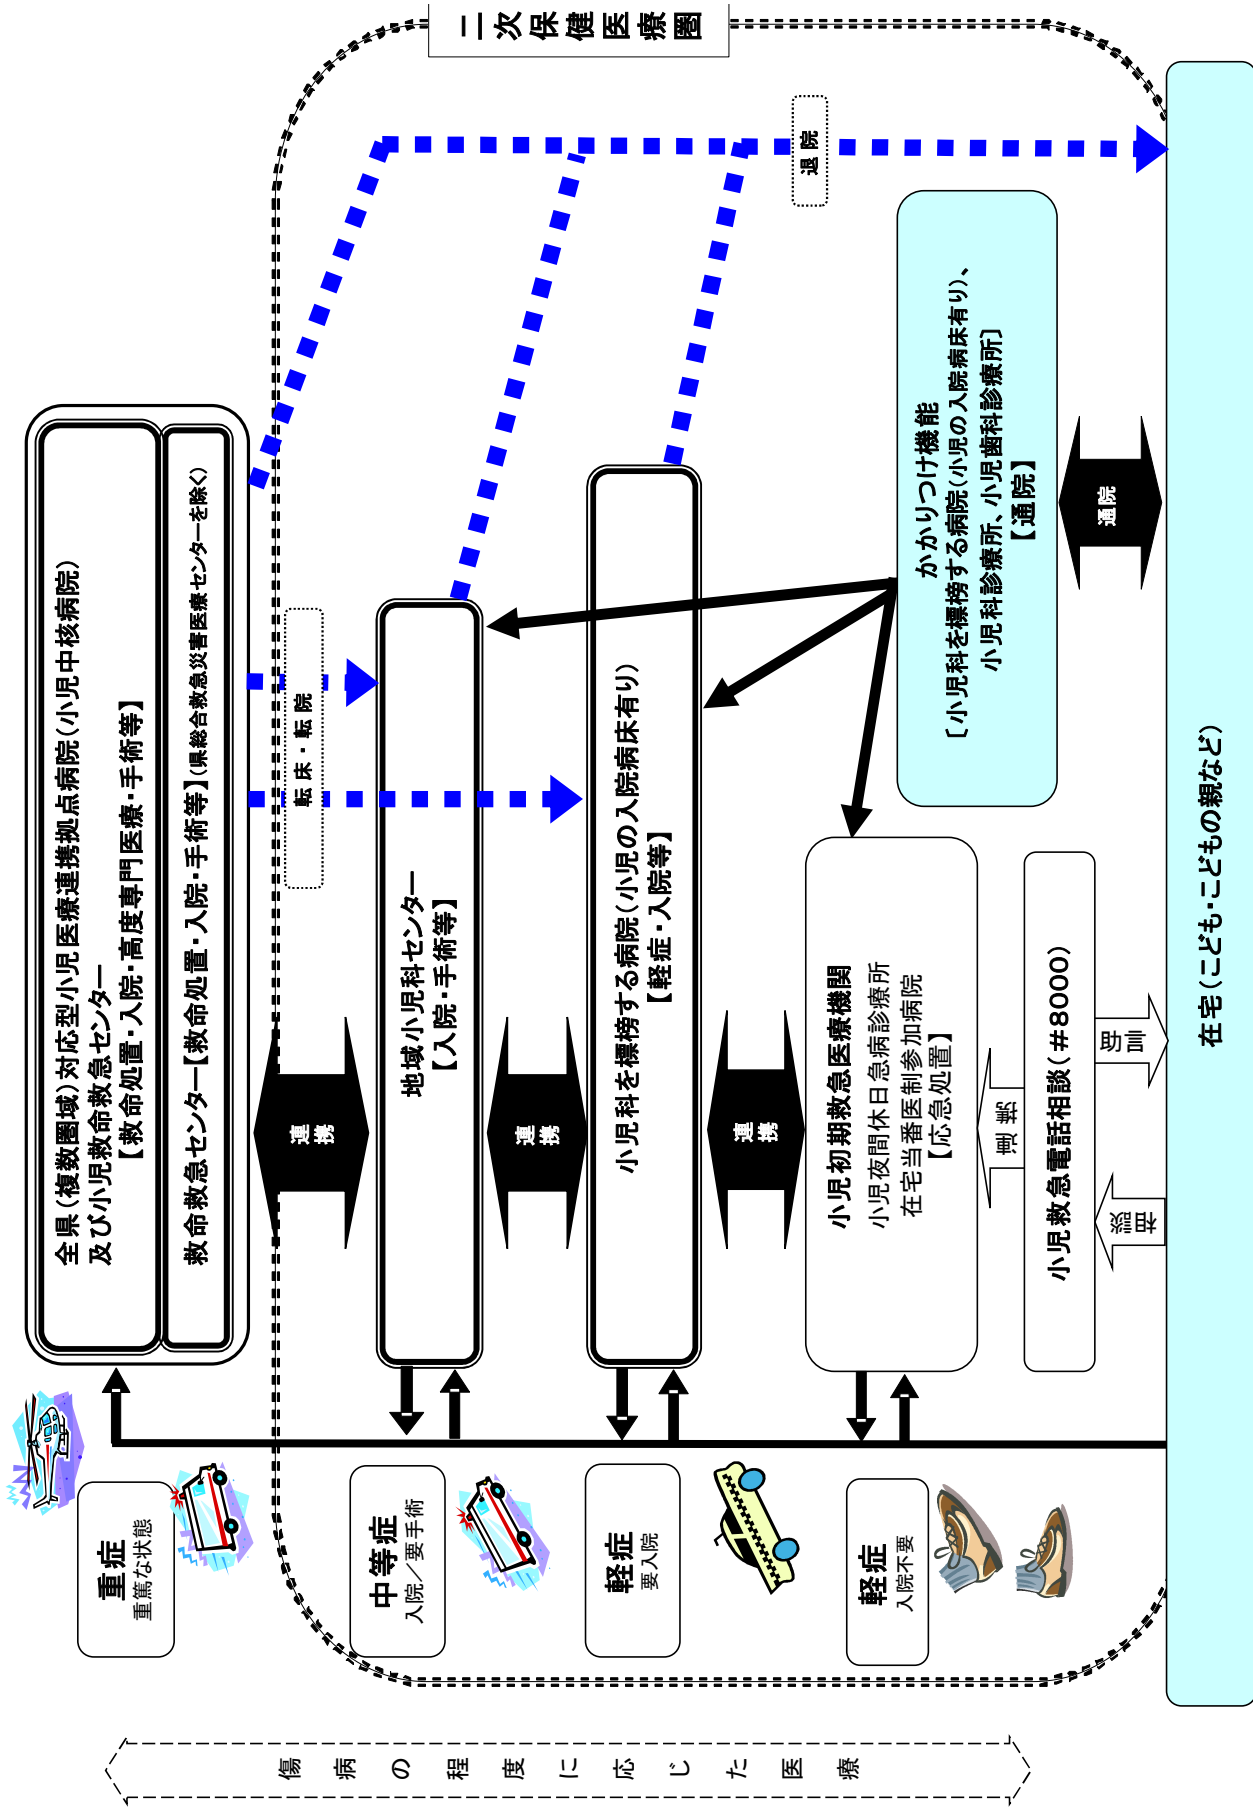 二次保健医療圏
全県（複数圏域）対応型小児医療連携拠点病院（小児中核病院）
及び小児救命救急センター
【救命処置・入院・高度専門医療・手術等】
救命救急センター【救命処置・入院・手術等】（県総合救急災害医療センターを除く）
転床・転院
退院
連携
地域小児科センター
【入院・手術等】
連携
小児科を標榜する病院（小児の入院病床有り）
【軽症・入院等】
連携
小児初期救急医療機関
小児夜間休日急病診療所
在宅当番医制参加病院
【応急処置】
連携
小児救急電話相談（＃8000）
相談
助言
かかりつけ機能
［小児科を標榜する病院（小児の入院病床有り）、
小児科診療所、小児歯科診療所］
【通院】
通院
在宅（こども・こどもの親など）
重症
重篤な状態
中等症
入院／要手術
軽症
要入院
軽症
入院不要
傷病の程度に応じた医療